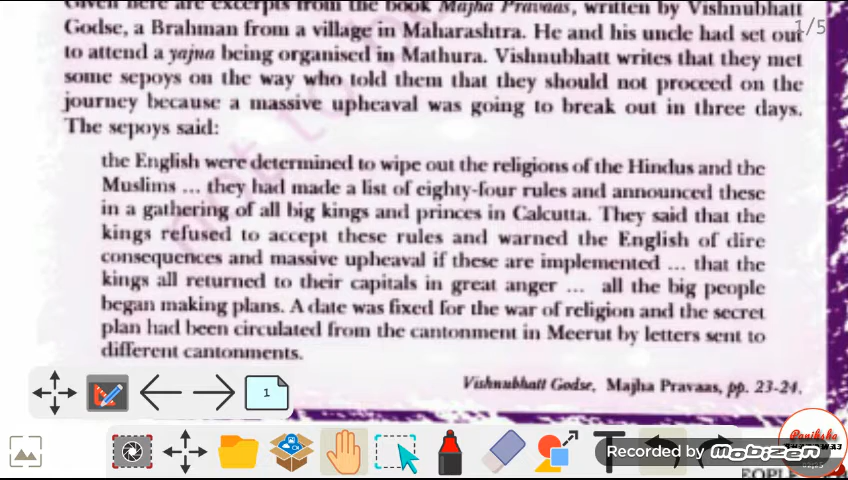 Given here are excerpts from the book Majha Pravaas, written by Vishnubhatt
1/5
Godse, a Brahman from a village in Maharashtra. He and his uncle had set out
to attend a yajna being organised in Mathura. Vishnubhatt writes that they met
some sepoys on the way who told them that they should not proceed on the
journey because a massive upheaval was going to break out in three days.
The sepoys said:
the English were determined to wipe out the religions of the Hindus and the
Muslims ... they had made a list of eighty-four rules and announced these
in a gathering of all big kings and princes in Calcutta. They said that the
kings refused to accept these rules and warned the English of dire
consequences and massive upheaval if these are implemented ... that the
kings all returned to their capitals in great anger ... all the big people
began making plans. A date was fixed for the war of religion and the secret
plan had been circulated from the cantonment in Meerut by letters sent to
different cantonments.
Vishnubhatt Godse, Majha Pravaas, pp. 23-24.
1
Paniksha
T
Recorded by mobizen